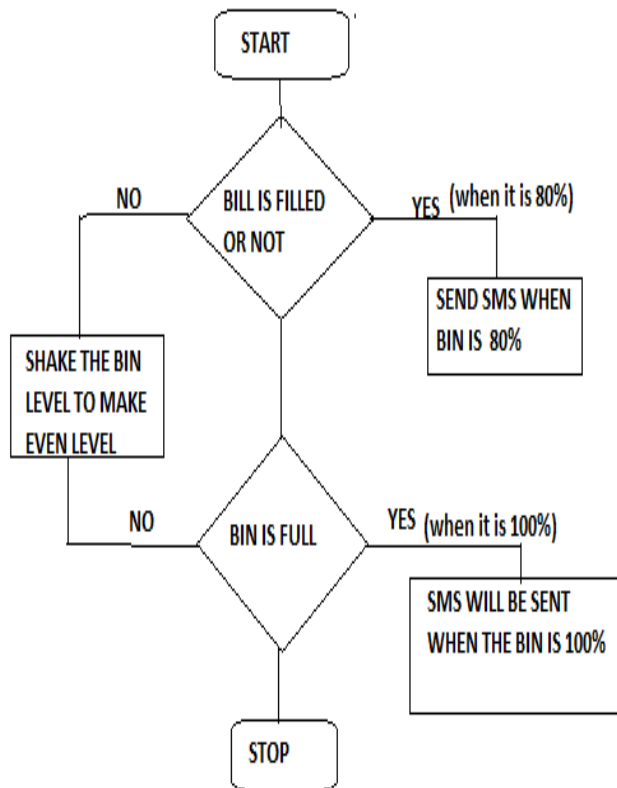 START
NO
BILL IS FILLED
OR NOT
YES (when it is 80%)
SEND SMS WHEN
BIN IS 80%
SHAKE THE BIN
LEVEL TO MAKE
EVEN LEVEL
NO
BIN IS FULL
YES (when it is 100%)
SMS WILL BE SENT
WHEN THE BIN IS 100%
STOP